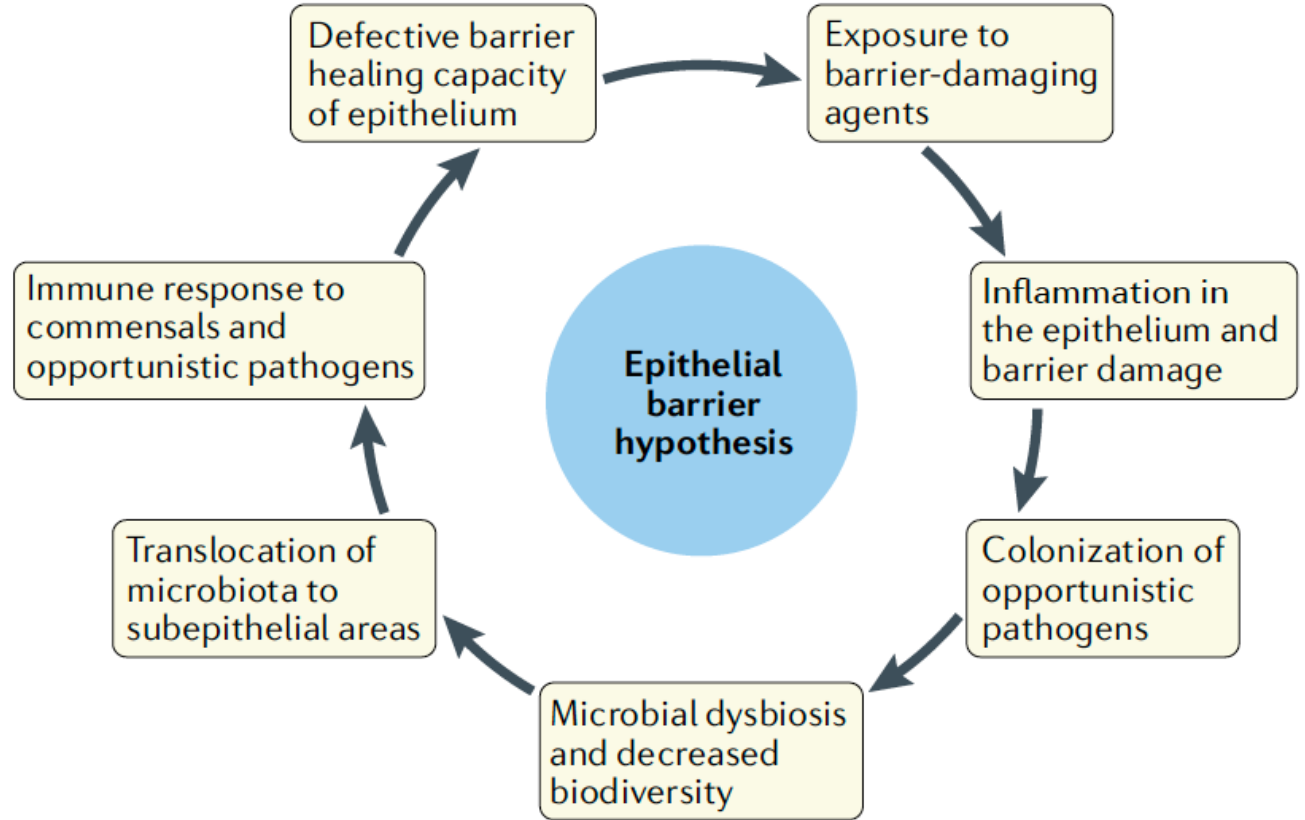 Defective barrier
healing capacity
of epithelium
Exposure to
barrier-damaging
agents
Inflammation in
the epithelium and
barrier damage
Colonization of
opportunistic
pathogens
Microbial dysbiosis
and decreased
biodiversity
Translocation of
microbiota to
subepithelial areas
Immune response to
commensals and
opportunistic pathogens
Epithelial
barrier
hypothesis